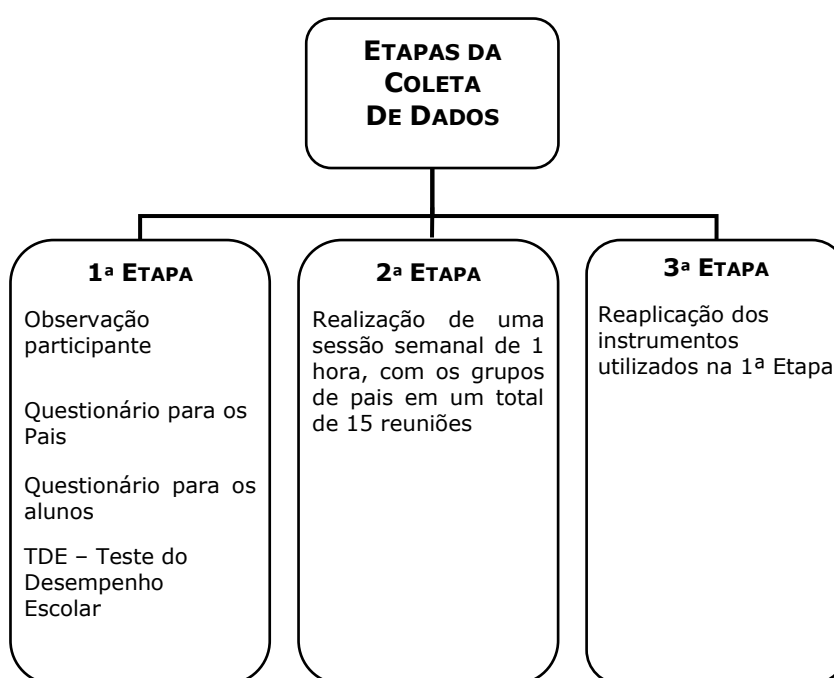 ETAPAS DA
COLETA
DE DADOS
1ª ETAPA
Observação
participante
Questionário para os
Pais
Questionário para os
alunos
TDE – Teste do
Desempenho
Escolar
2ª ETAPA
Realização de uma
sessão semanal de 1
hora, com os grupos
de pais em um total
de 15 reuniões
3ª ETAPA
Reaplicação dos
instrumentos
utilizados na 1ª Etapa